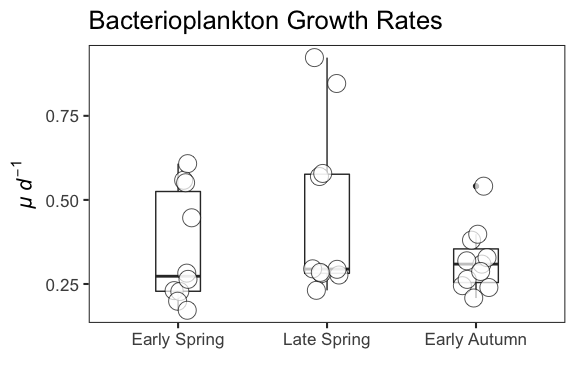 Bacterioplankton Growth Rates
μ d⁻¹
0.75
0.50
0.25
Early Spring Late Spring Early Autumn